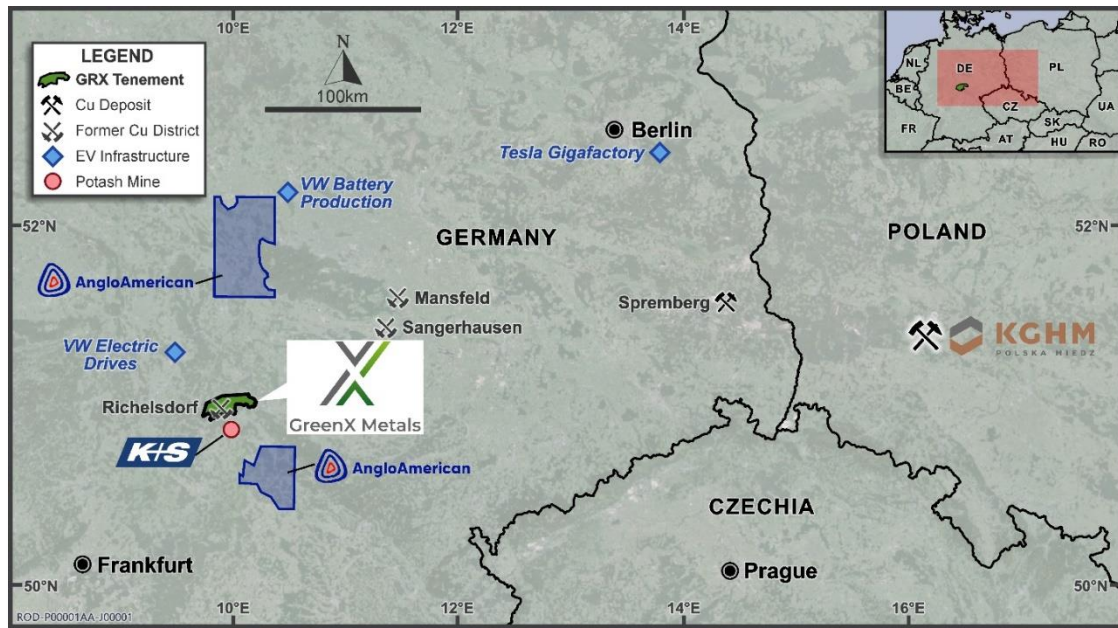 10°E
12°E
14°E
LEGEND
GRX Tenement
Cu Deposit
Former Cu District
EV Infrastructure
Potash Mine
N
100km
NL
DE
PL
BE
CZ
UA
SK
FR
AT
HU
RO
Berlin
Tesla Gigafactory
VW Battery
Production
52°N
GERMANY
POLAND
52°N
AngloAmerican
Mansfeld
Spremberg
Sangerhausen
KGHM
POLSKA MIEDŹ
VW Electric
Drives
Richelsdorf
GreenX Metals
K+S
AngloAmerican
CZECHIA
Frankfurt
Prague
50°N
50°N
ROD-P00001AA-J00001
10°E
12°E
14°E
16°E